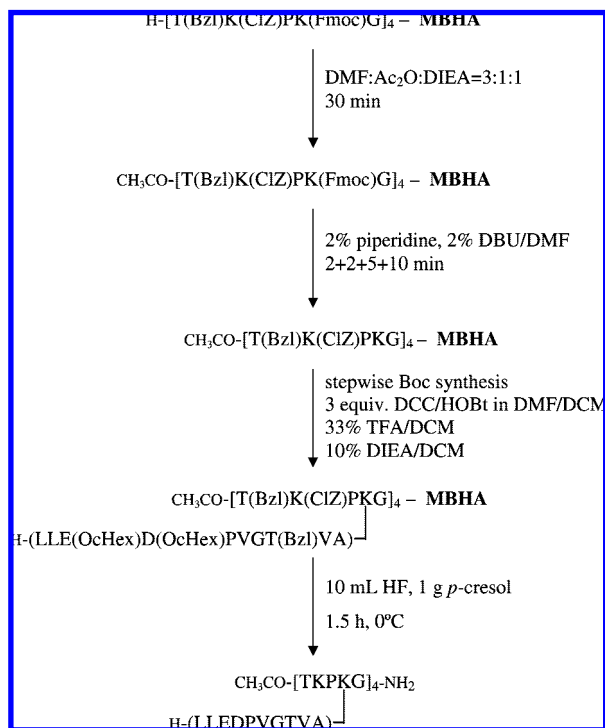 H-[T(Bzl)K(ClZ)PK(Fmoc)G]4 – MBHA
DMF:Ac2O:DIEA=3:1:1
30 min
CH3CO-[T(Bzl)K(ClZ)PK(Fmoc)G]4 – MBHA
2% piperidine, 2% DBU/DMF
2+2+5+10 min
CH3CO-[T(Bzl)K(ClZ)PKG]4 – MBHA
stepwise Boc synthesis
3 equiv. DCC/HOBt in DMF/DCM
33% TFA/DCM
10% DIEA/DCM
CH3CO-[T(Bzl)K(ClZ)PKG]4 – MBHA
H-(LLE(OcHex)D(OcHex)PVGT(Bzl)VA)
10 mL HF, 1 g p-cresol
1.5 h, 0ºC
CH3CO-[TKPKG]4-NH2
H-(LLEDPVGTVA)